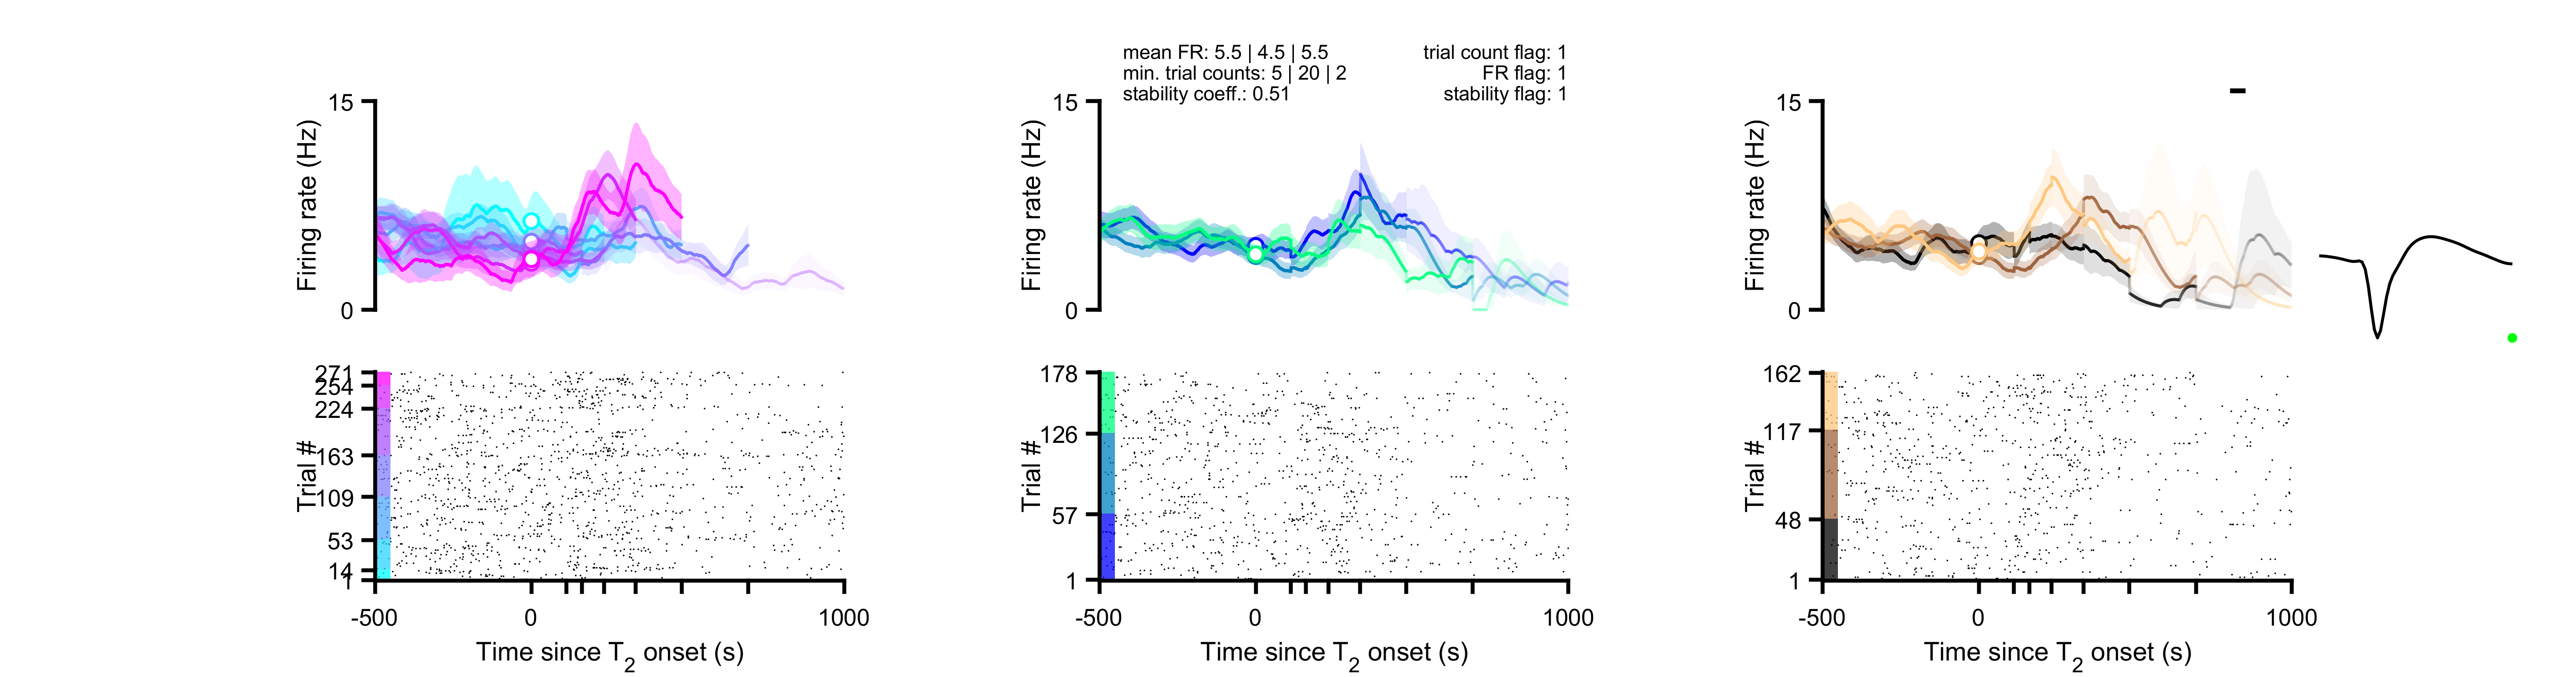 mean FR: 5.5 | 4.5 | 5.5
min. trial counts: 5 | 20 | 2
stability coeff.: 0.51
trial count flag: 1
FR flag: 1
stability flag: 1
15
Firing rate (Hz)
0
271
254
224
163
109
53
14
1
Trial #
-500
0
1000
Time since T2 onset (s)
15
Firing rate (Hz)
0
178
126
57
1
Trial #
-500
0
1000
Time since T2 onset (s)
15
Firing rate (Hz)
0
162
117
48
1
Trial #
-500
0
1000
Time since T2 onset (s)